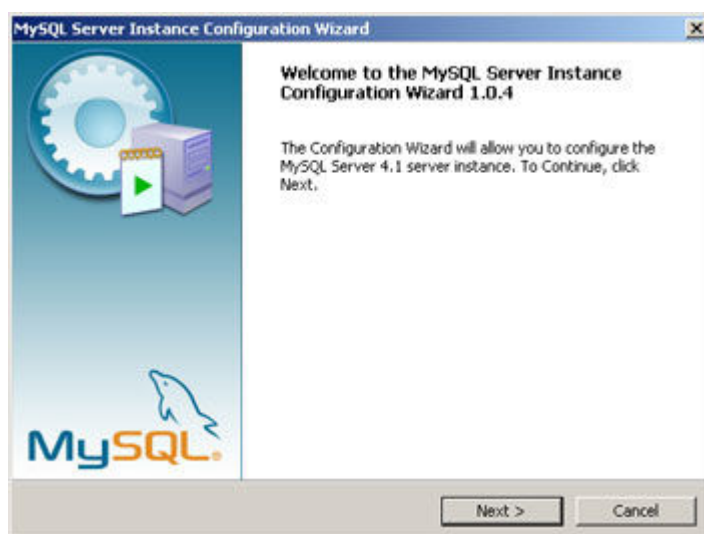 MySQL Server Instance Configuration Wizard
Welcome to the MySQL Server Instance
Configuration Wizard 1.0.4
The Configuration Wizard will allow you to configure the
MySQL Server 4.1 server instance. To Continue, click
Next.
MySQL®
Next >
Cancel